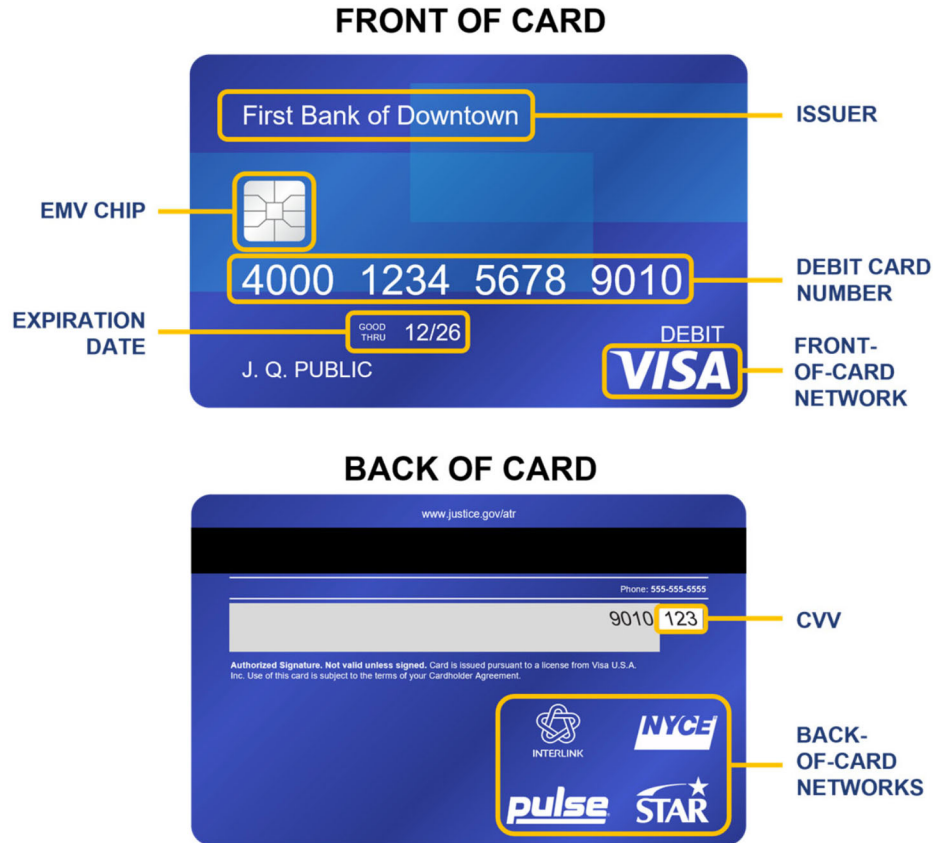 FRONT OF CARD
First Bank of Downtown
ISSUER
EMV CHIP
4000 1234 5678 9010
DEBIT CARD
NUMBER
EXPIRATION
DATE
GOOD
THRU
12/26
J. Q. PUBLIC
DEBIT
VISA
FRONT-
OF-CARD
NETWORK
BACK OF CARD
www.justice.gov/atr
Phone: 555-555-5555
9010 123
CVV
Authorized Signature. Not valid unless signed. Card is issued pursuant to a license from Visa U.S.A.
Inc. Use of this card is subject to the terms of your Cardholder Agreement.
INTERLINK
NYCE
pulse
STAR
BACK-
OF-CARD
NETWORKS